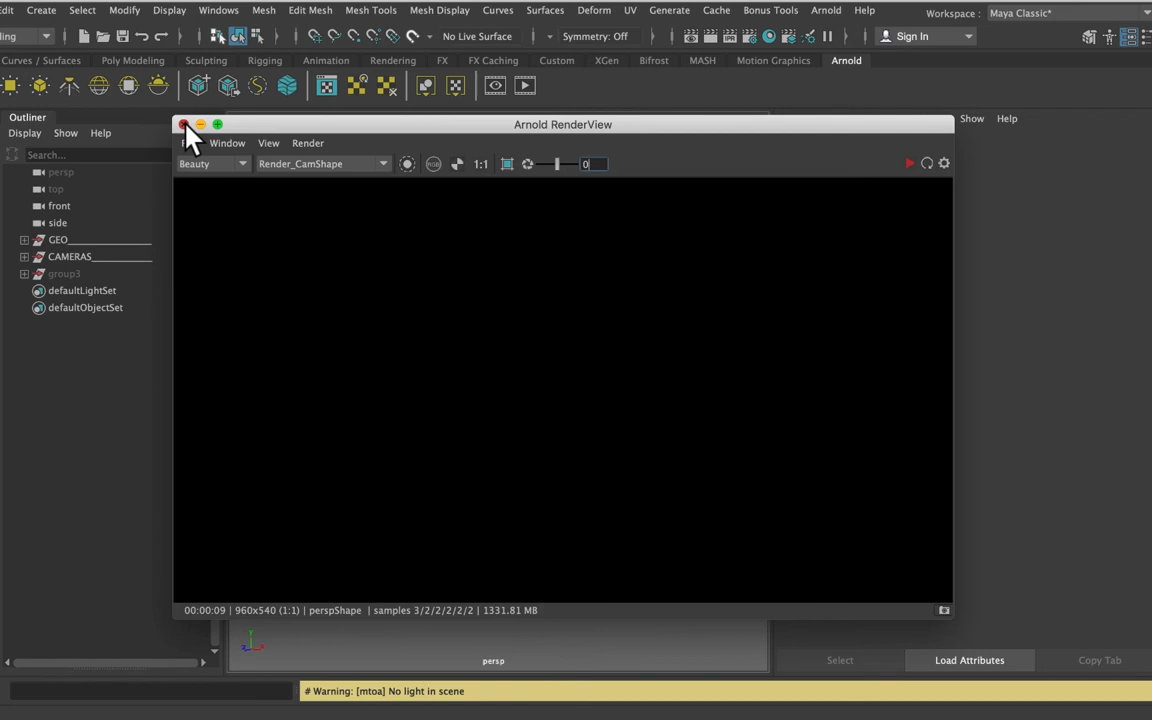 dit Create Select Modify Display Windows Mesh Edit Mesh Mesh Tools Mesh Display Curves Surfaces Deform UV Generate Cache Bonus Tools Arnold Help Workspace : Maya Classic*
ling No Live Surface Symmetry: Off Sign In
Curves / Surfaces Poly Modeling Sculpting Rigging Animation Rendering FX FX Caching Custom XGen Bifrost MASH Motion Graphics Arnold
Outliner
Display Show Help
Search...
persp
top
front
side
GEO______________
CAMERAS__________
group3
defaultLightSet
defaultObjectSet
Arnold RenderView
Window View Render
Beauty Render_CamShape RGB 1:1 0
00:00:09 | 960x540 (1:1) | perspShape | samples 3/2/2/2/2/2 | 1331.81 MB
Show Help
persp
Select Load Attributes Copy Tab
# Warning: [mtoa] No light in scene